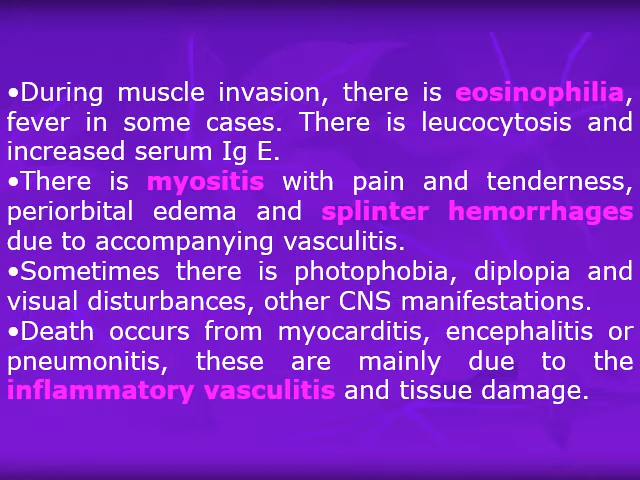 •During muscle invasion, there is eosinophilia,
fever in some cases. There is leucocytosis and
increased serum Ig E.
•There is myositis with pain and tenderness,
periorbital edema and splinter hemorrhages
due to accompanying vasculitis.
•Sometimes there is photophobia, diplopia and
visual disturbances, other CNS manifestations.
•Death occurs from myocarditis, encephalitis or
pneumonitis, these are mainly due to the
inflammatory vasculitis and tissue damage.